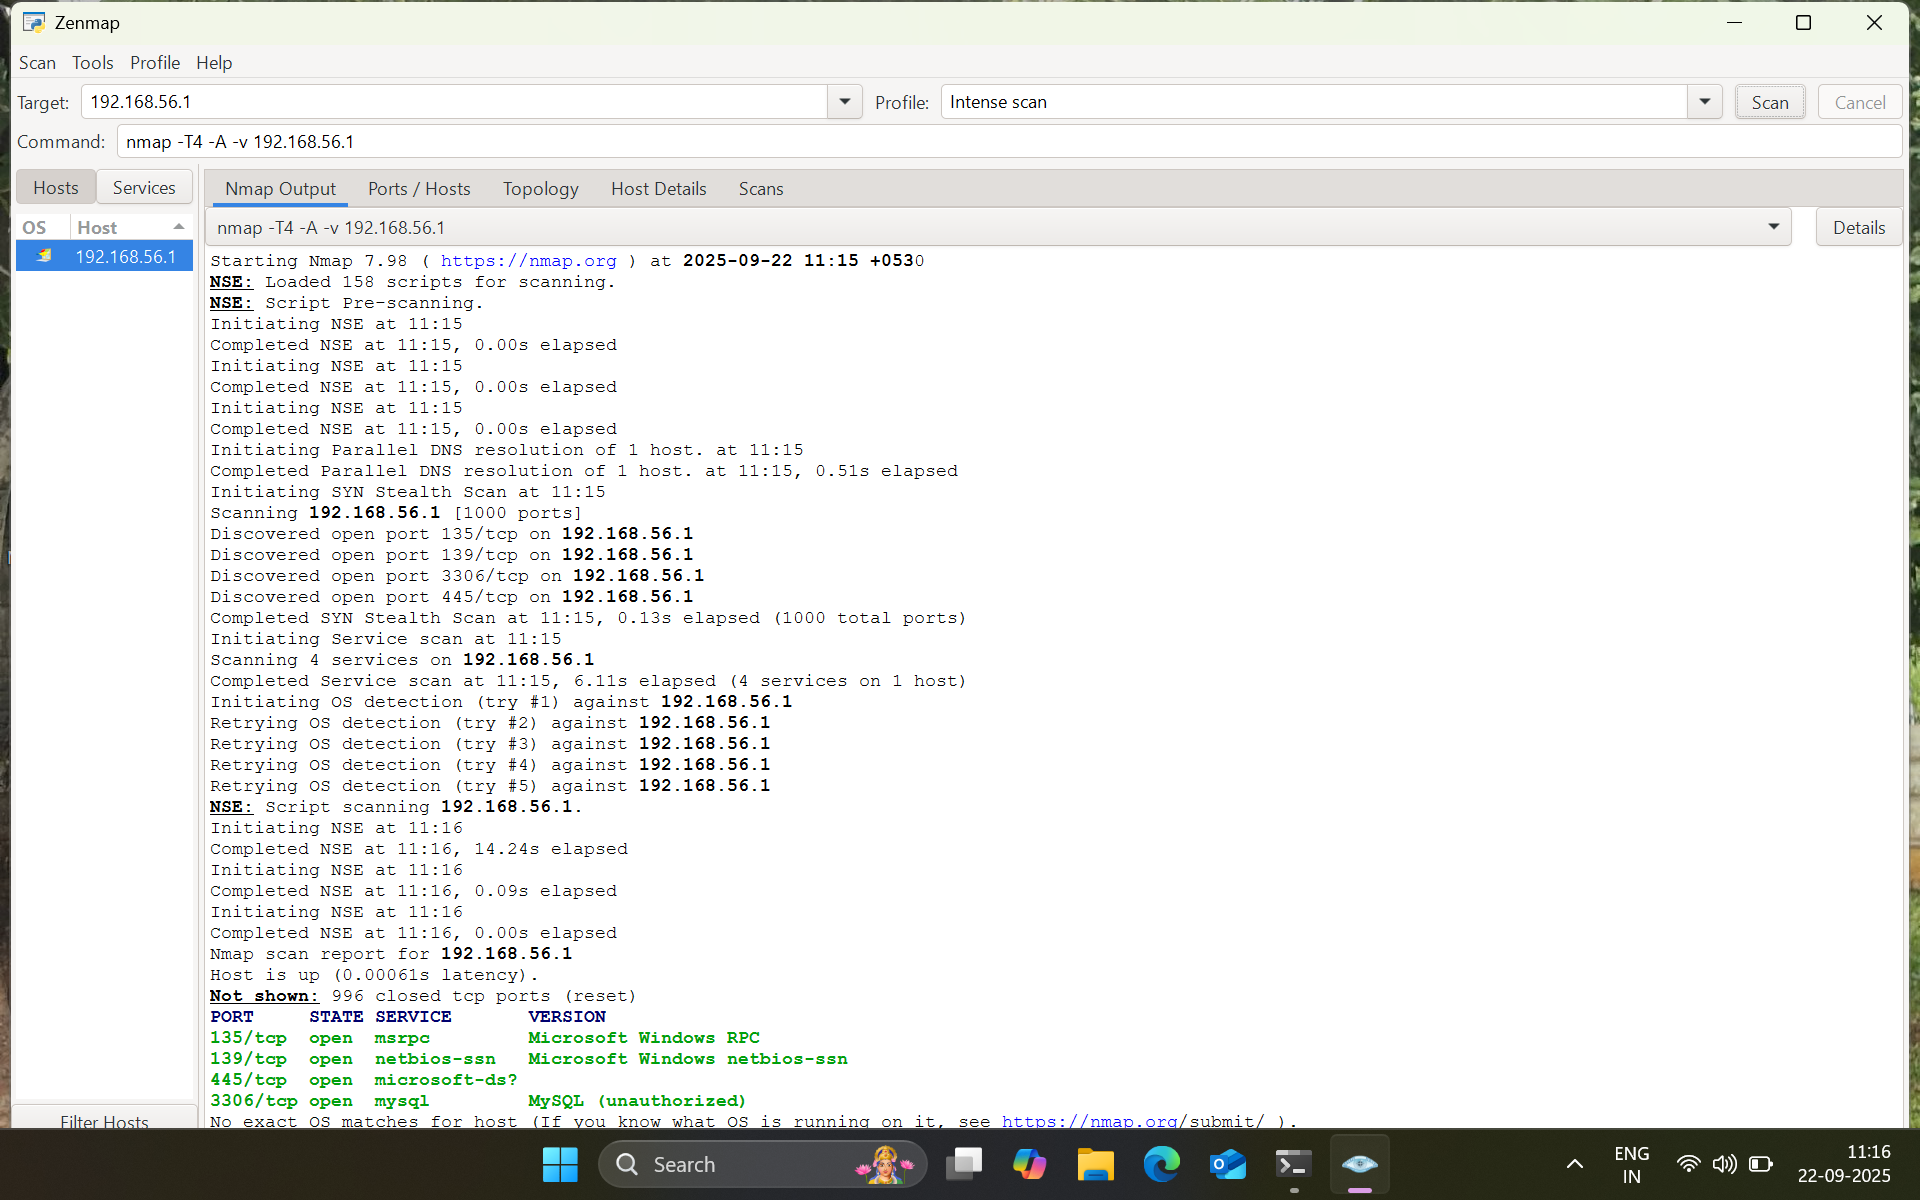 Zenmap
Scan Tools Profile Help
Target: 192.168.56.1 Profile: Intense scan Scan Cancel
Command: nmap -T4 -A -v 192.168.56.1
Hosts Services Nmap Output Ports / Hosts Topology Host Details Scans
OS Host nmap -T4 -A -v 192.168.56.1 Details
192.168.56.1
Starting Nmap 7.98 ( https://nmap.org ) at 2025-09-22 11:15 +0530
NSE: Loaded 158 scripts for scanning.
NSE: Script Pre-scanning.
Initiating NSE at 11:15
Completed NSE at 11:15, 0.00s elapsed
Initiating NSE at 11:15
Completed NSE at 11:15, 0.00s elapsed
Initiating NSE at 11:15
Completed NSE at 11:15, 0.00s elapsed
Initiating Parallel DNS resolution of 1 host. at 11:15
Completed Parallel DNS resolution of 1 host. at 11:15, 0.51s elapsed
Initiating SYN Stealth Scan at 11:15
Scanning 192.168.56.1 [1000 ports]
Discovered open port 135/tcp on 192.168.56.1
Discovered open port 139/tcp on 192.168.56.1
Discovered open port 3306/tcp on 192.168.56.1
Discovered open port 445/tcp on 192.168.56.1
Completed SYN Stealth Scan at 11:15, 0.13s elapsed (1000 total ports)
Initiating Service scan at 11:15
Scanning 4 services on 192.168.56.1
Completed Service scan at 11:15, 6.11s elapsed (4 services on 1 host)
Initiating OS detection (try #1) against 192.168.56.1
Retrying OS detection (try #2) against 192.168.56.1
Retrying OS detection (try #3) against 192.168.56.1
Retrying OS detection (try #4) against 192.168.56.1
Retrying OS detection (try #5) against 192.168.56.1
NSE: Script scanning 192.168.56.1.
Initiating NSE at 11:16
Completed NSE at 11:16, 14.24s elapsed
Initiating NSE at 11:16
Completed NSE at 11:16, 0.09s elapsed
Initiating NSE at 11:16
Completed NSE at 11:16, 0.00s elapsed
Nmap scan report for 192.168.56.1
Host is up (0.00061s latency).
Not shown: 996 closed tcp ports (reset)
PORT STATE SERVICE VERSION
135/tcp open msrpc Microsoft Windows RPC
139/tcp open netbios-ssn Microsoft Windows netbios-ssn
445/tcp open microsoft-ds?
3306/tcp open mysql MySQL (unauthorized)
No exact OS matches for host (If you know what OS is running on it, see https://nmap.org/submit/ ).
Filter Hosts
Search
ENG
IN
11:16
22-09-2025